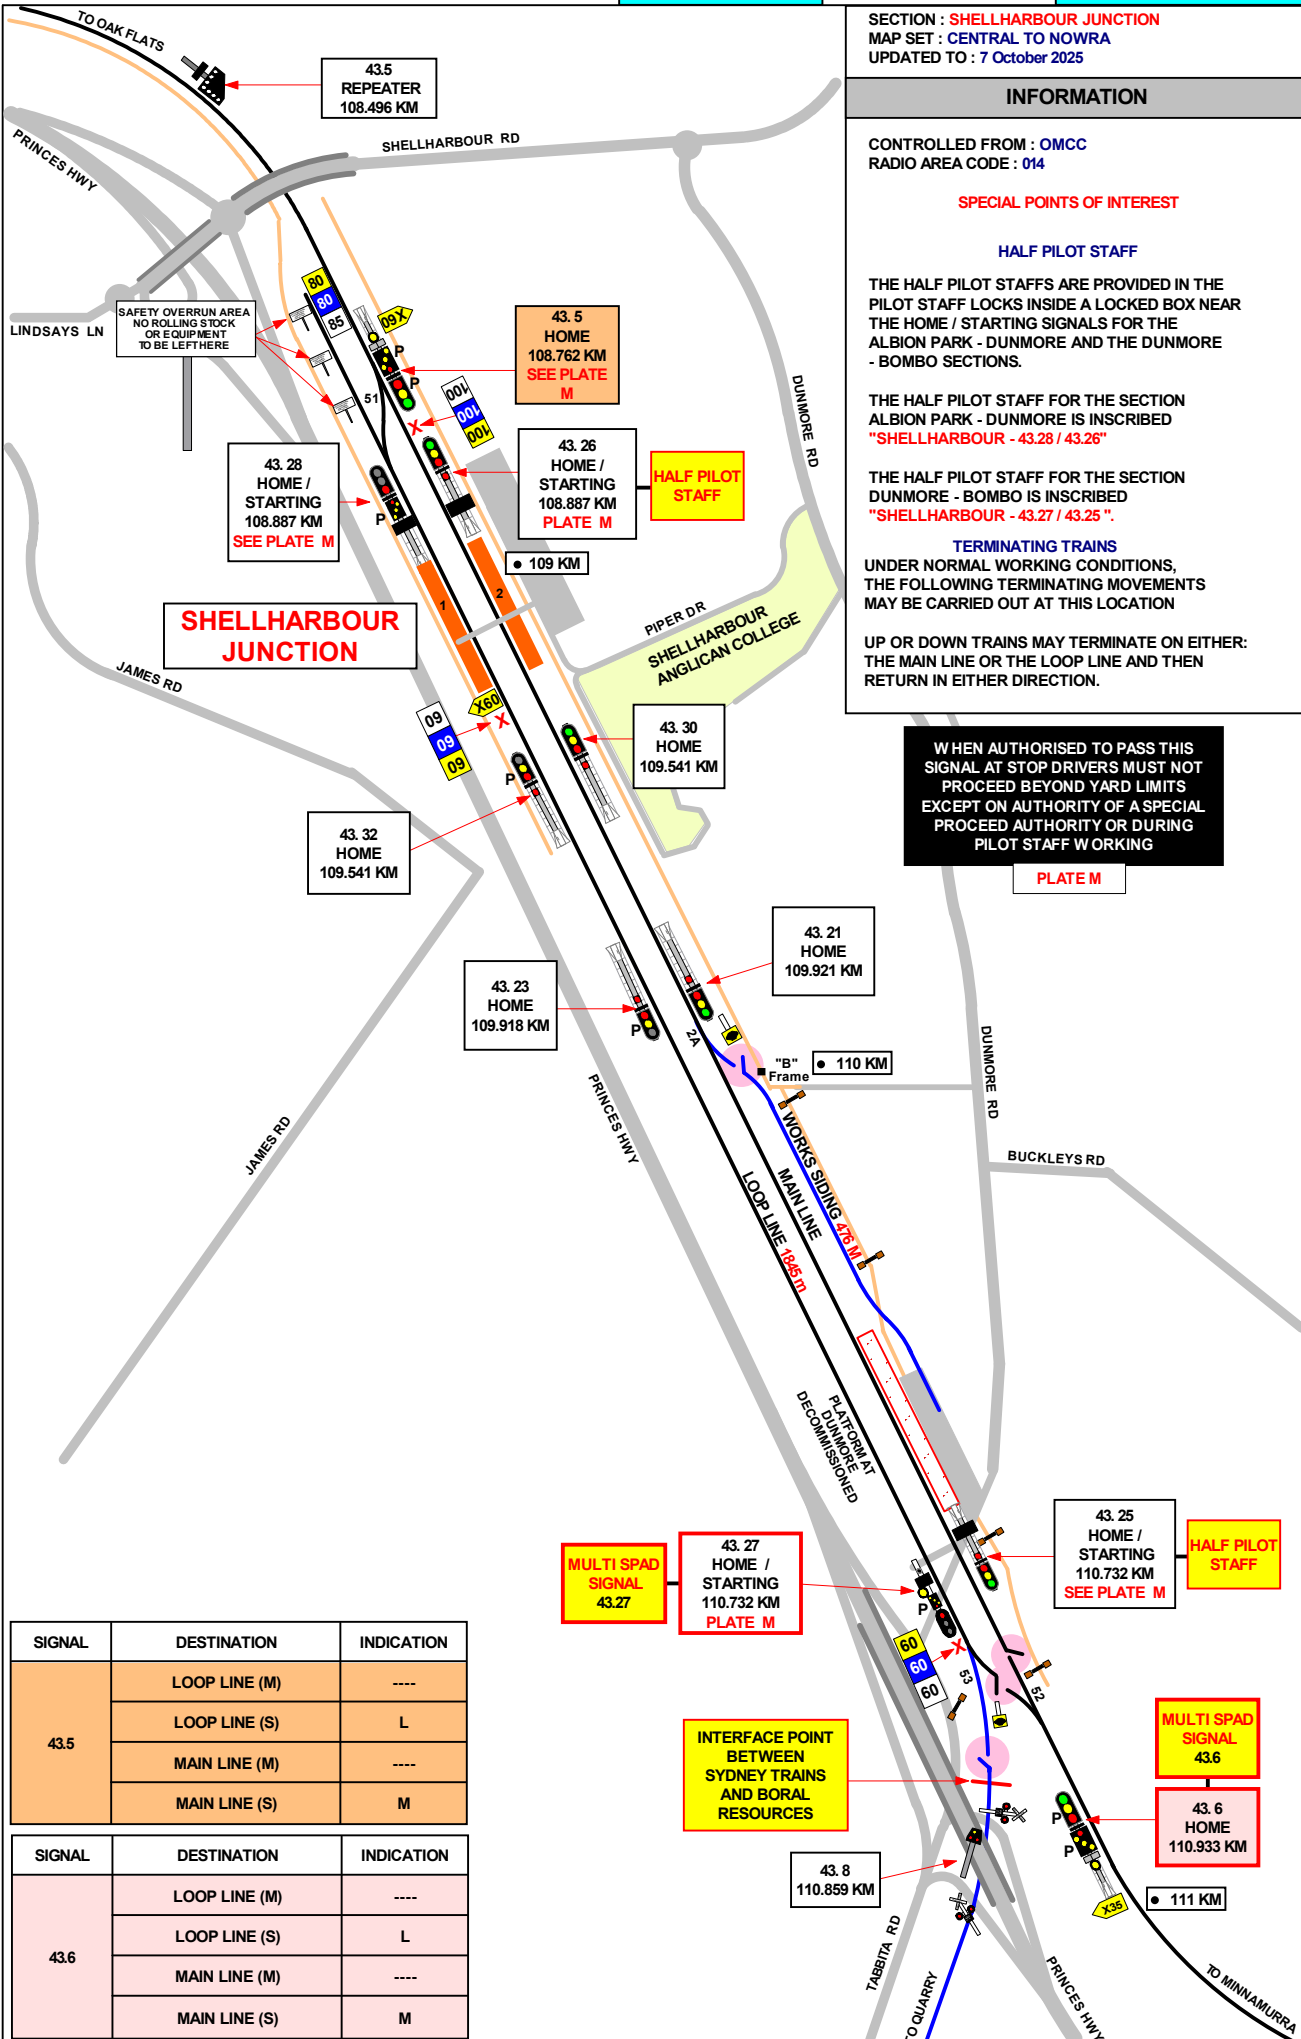 SECTION : SHELLHARBOUR JUNCTION
MAP SET : CENTRAL TO NOWRA
UPDATED TO : 7 October 2025
INFORMATION
CONTROLLED FROM : OMCC
RADIO AREA CODE : 014
SPECIAL POINTS OF INTEREST
HALF PILOT STAFF
THE HALF PILOT STAFFS ARE PROVIDED IN THE
PILOT STAFF LOCKS INSIDE A LOCKED BOX NEAR
THE HOME / STARTING SIGNALS FOR THE
ALBION PARK - DUNMORE AND THE DUNMORE
- BOMBO SECTIONS.
THE HALF PILOT STAFF FOR THE SECTION
ALBION PARK - DUNMORE IS INSCRIBED
"SHELLHARBOUR - 43.28 / 43.26"
THE HALF PILOT STAFF FOR THE SECTION
DUNMORE - BOMBO IS INSCRIBED
"SHELLHARBOUR - 43.27 / 43.25 ".
TERMINATING TRAINS
UNDER NORMAL WORKING CONDITIONS,
THE FOLLOWING TERMINATING MOVEMENTS
MAY BE CARRIED OUT AT THIS LOCATION
UP OR DOWN TRAINS MAY TERMINATE ON EITHER:
THE MAIN LINE OR THE LOOP LINE AND THEN
RETURN IN EITHER DIRECTION.
WHEN AUTHORISED TO PASS THIS
SIGNAL AT STOP DRIVERS MUST NOT
PROCEED BEYOND YARD LIMITS
EXCEPT ON AUTHORITY OF A SPECIAL
PROCEED AUTHORITY OR DURING
PILOT STAFF WORKING
PLATE M
TO OAK FLATS
43.5
REPEATER
108.496 KM
PRINCES HWY
SHELLHARBOUR RD
LINDSAYS LN
SAFETY OVERRUN AREA
NO ROLLING STOCK
OR EQUIPMENT
TO BE LEFT HERE
80
80
85
X60
P
P
51
43. 5
HOME
108.762 KM
SEE PLATE
M
X
100
100
100
DUNMORE RD
43. 28
HOME /
STARTING
108.887 KM
SEE PLATE M
P
43. 26
HOME /
STARTING
108.887 KM
PLATE M
HALF PILOT
STAFF
109 KM
1
2
SHELLHARBOUR
JUNCTION
PIPER DR
SHELLHARBOUR
ANGLICAN COLLEGE
JAMES RD
X60
X
60
60
60
P
43. 30
HOME
109.541 KM
43. 32
HOME
109.541 KM
43. 21
HOME
109.921 KM
43. 23
HOME
109.918 KM
P
2A
"B"
Frame
110 KM
DUNMORE RD
PRINCES HWY
JAMES RD
BUCKLEYS RD
WORKS SIDING 476 M
MAIN LINE
LOOP LINE 1845 m
PLATFORM AT
DUNMORE
DECOMMISSIONED
MULTI SPAD
SIGNAL
43.27
43. 27
HOME /
STARTING
110.732 KM
PLATE M
P
43. 25
HOME /
STARTING
110.732 KM
SEE PLATE M
HALF PILOT
STAFF
60
60
60
X
53
52
INTERFACE POINT
BETWEEN
SYDNEY TRAINS
AND BORAL
RESOURCES
MULTI SPAD
SIGNAL
43.6
43. 6
HOME
110.933 KM
P
P
X35
111 KM
43. 8
110.859 KM
TABBITA RD
TO QUARRY
PRINCES HWY
TO MINNAMURRA
SIGNAL DESTINATION INDICATION
43.5
LOOP LINE (M) ----
LOOP LINE (S) L
MAIN LINE (M) ----
MAIN LINE (S) M
SIGNAL DESTINATION INDICATION
43.6
LOOP LINE (M) ----
LOOP LINE (S) L
MAIN LINE (M) ----
MAIN LINE (S) M